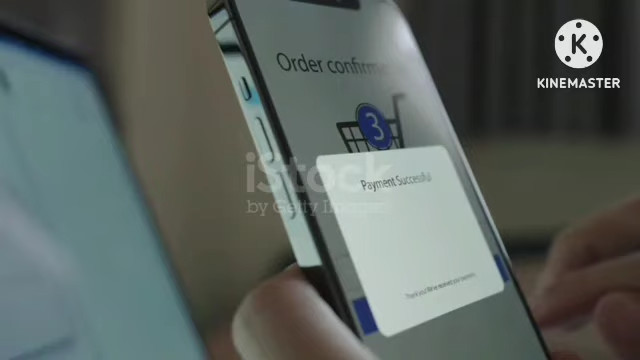 Order confirm
3
Payment Successful
K
KINEMASTER
iStock
by Getty Images